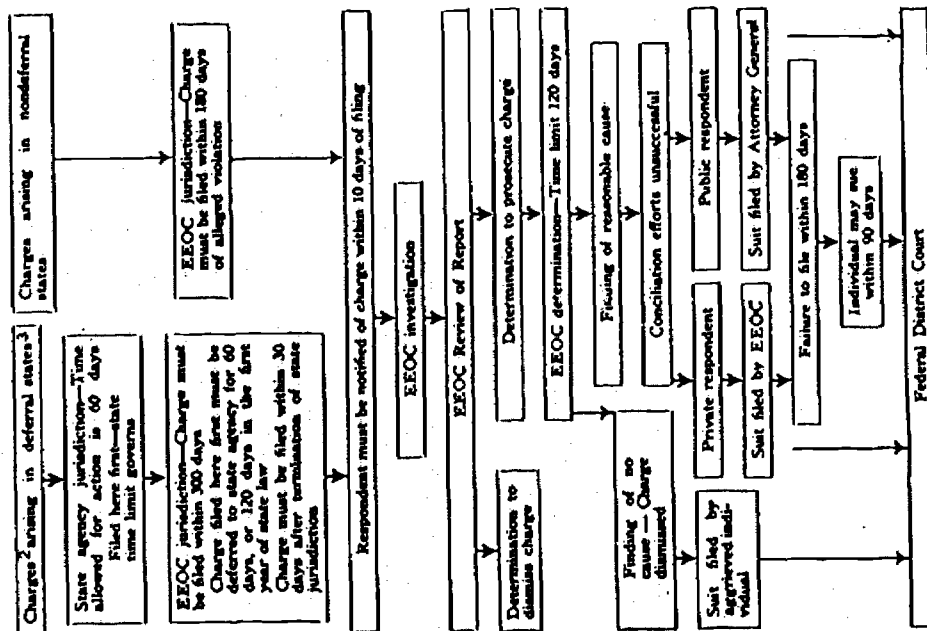 Charges² arising in deferral states³
State agency jurisdiction—Time
allowed for action is 60 days
Filed here first—state
time limit governs
EEOC jurisdiction—Charge must
be filed within 300 days
Charge filed here first must be
deferred to state agency for 60
days, or 120 days in the first
year of state law
Charge must be filed within 30
days after termination of state
jurisdiction
Charges arising in nondeferral
states
EEOC jurisdiction—Charge
must be filed within 180 days
of alleged violation
Respondent must be notified of charge within 10 days of filing
EEOC investigation
EEOC Review of Report
Determination to
dismiss charge
Determination to prosecute charge
EEOC determination—Time limit 120 days
Finding of no
cause—Charge
dismissed
Finding of reasonable cause
Conciliation efforts unsuccessful
Private respondent
Public respondent
Suit filed by
aggrieved indi-
vidual
Suit filed by EEOC
Suit filed by Attorney General
Failure to file within 180 days
Individual may sue
within 90 days
Federal District Court